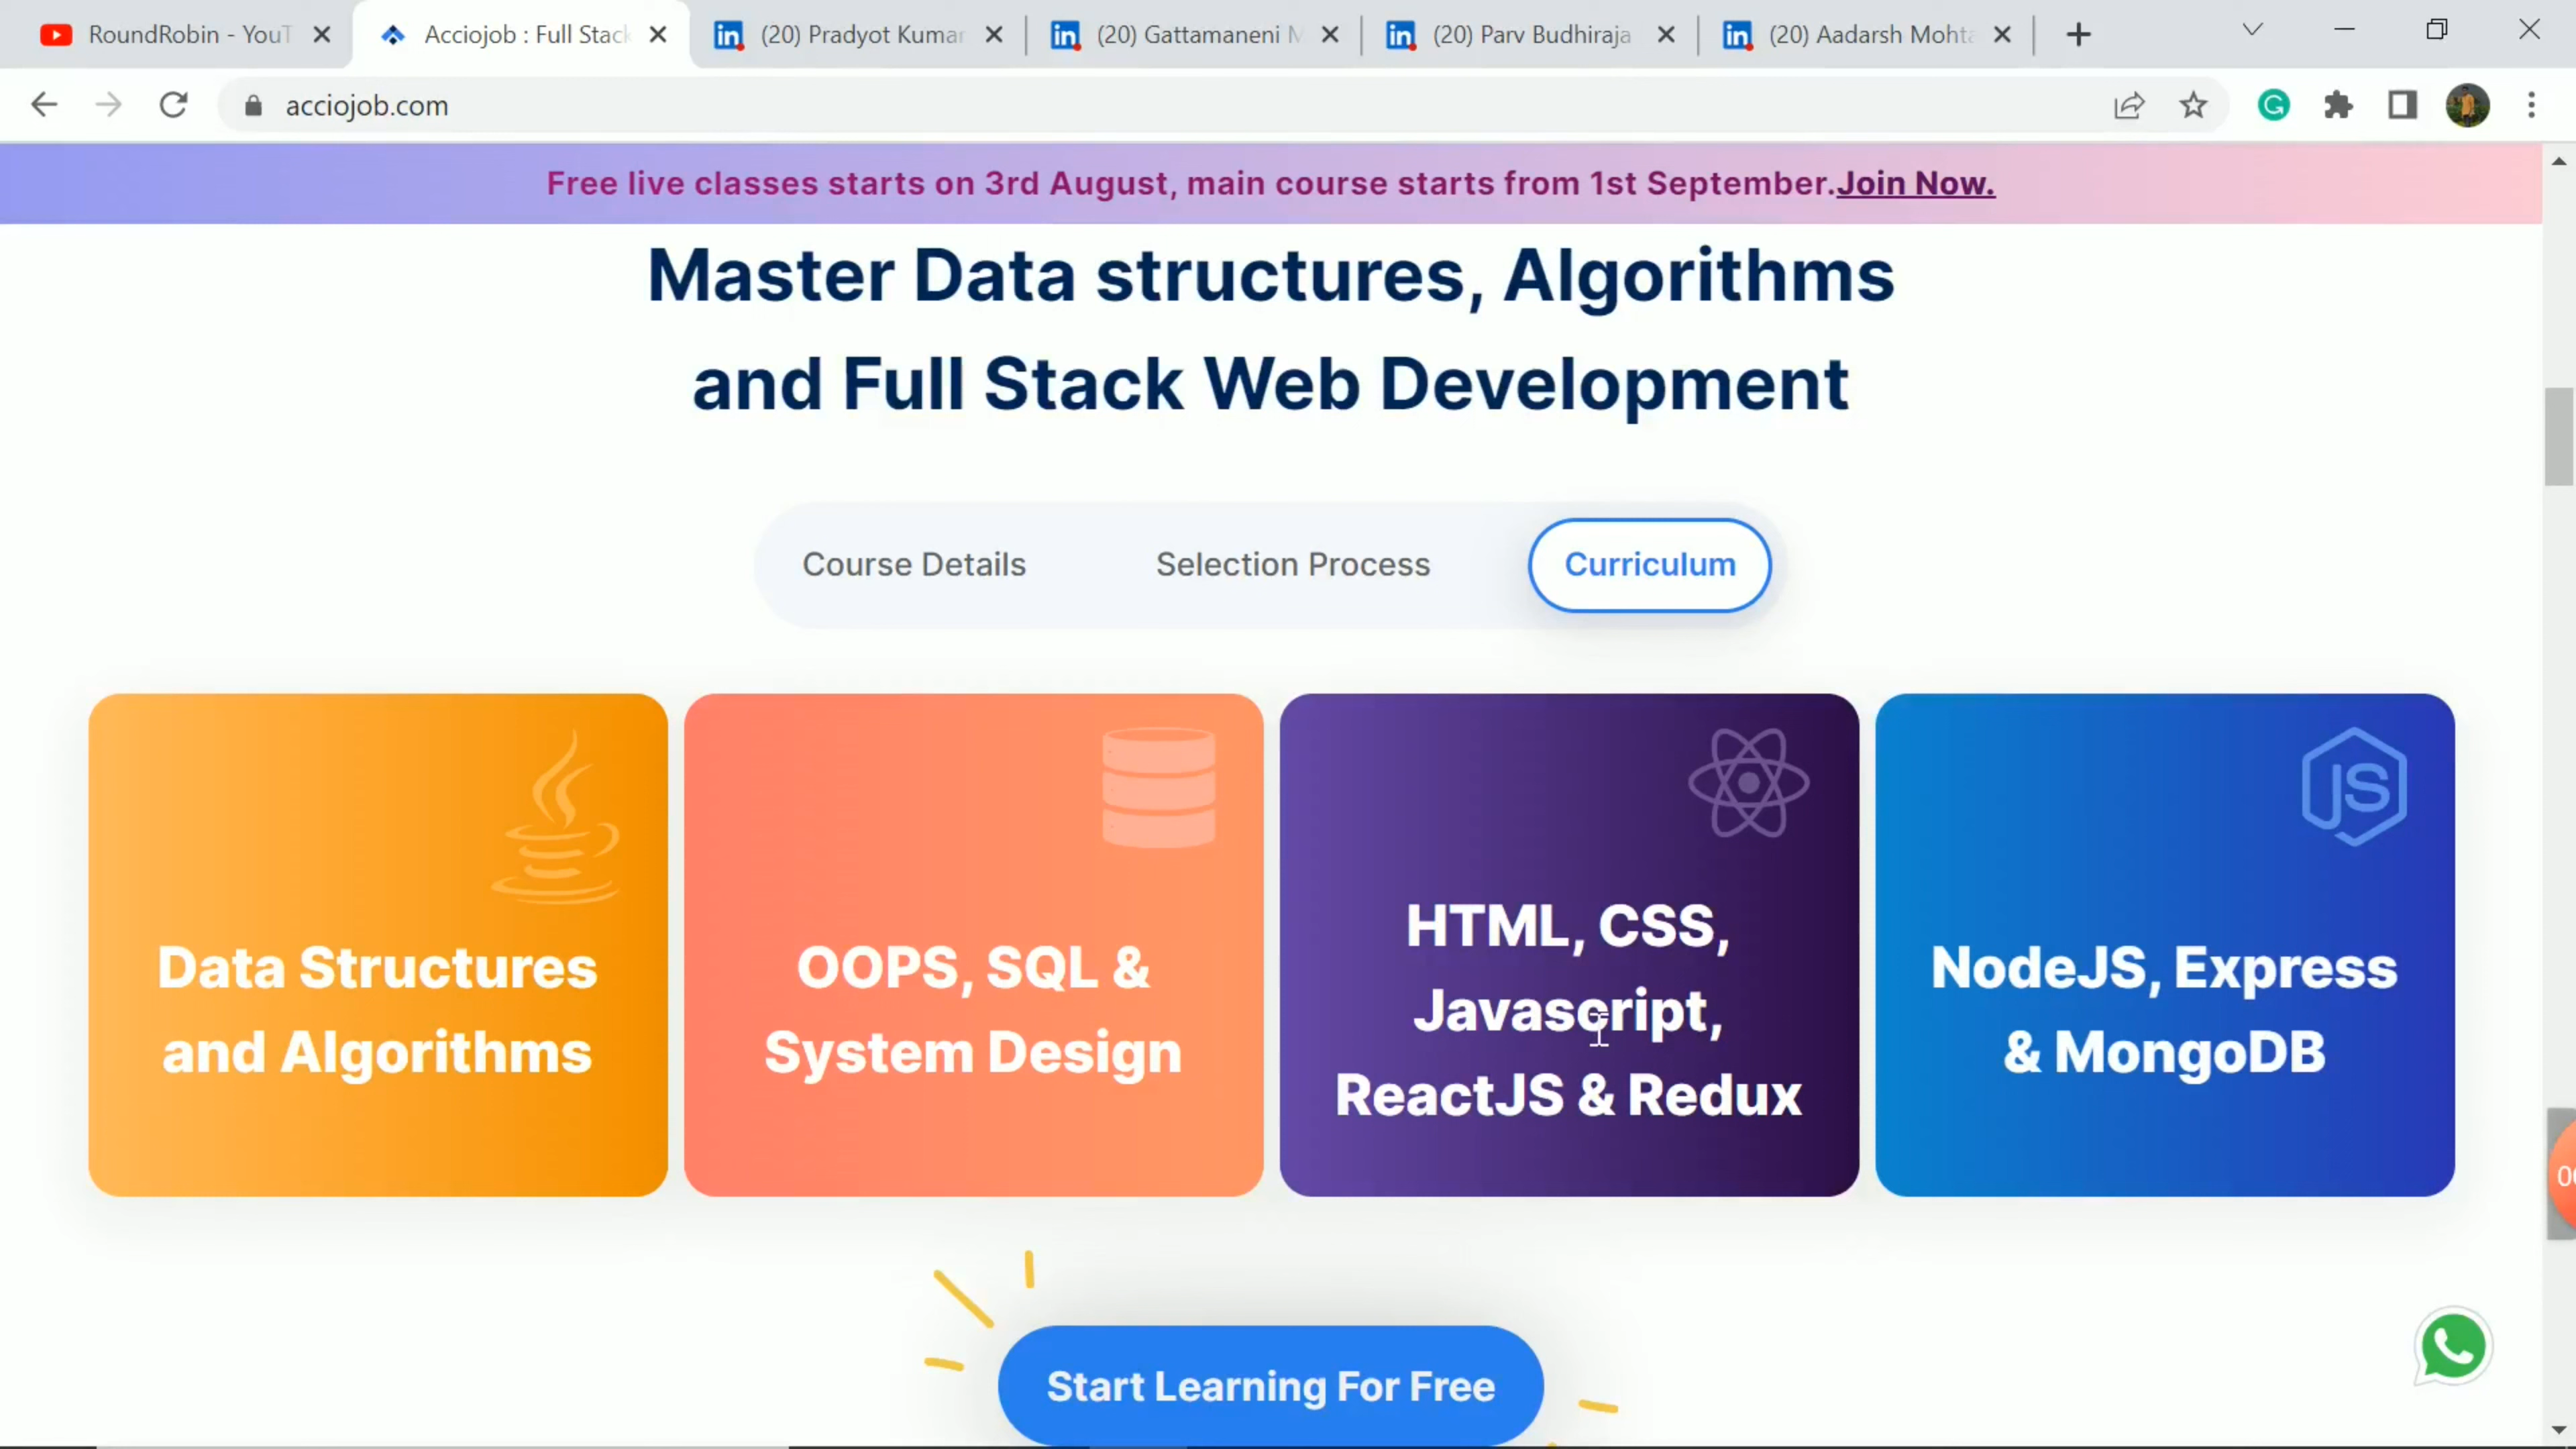 RoundRobin - YouT
Acciojob : Full Stack
(20) Pradyot Kumar
(20) Gattamaneni M
(20) Parv Budhiraja
(20) Aadarsh Mohta
acciojob.com
Free live classes starts on 3rd August, main course starts from 1st September.Join Now.
Master Data structures, Algorithms
and Full Stack Web Development
Course Details
Selection Process
Curriculum
Data Structures
and Algorithms
OOPS, SQL &
System Design
HTML, CSS,
Javascript,
ReactJS & Redux
JS
NodeJS, Express
& MongoDB
Start Learning For Free